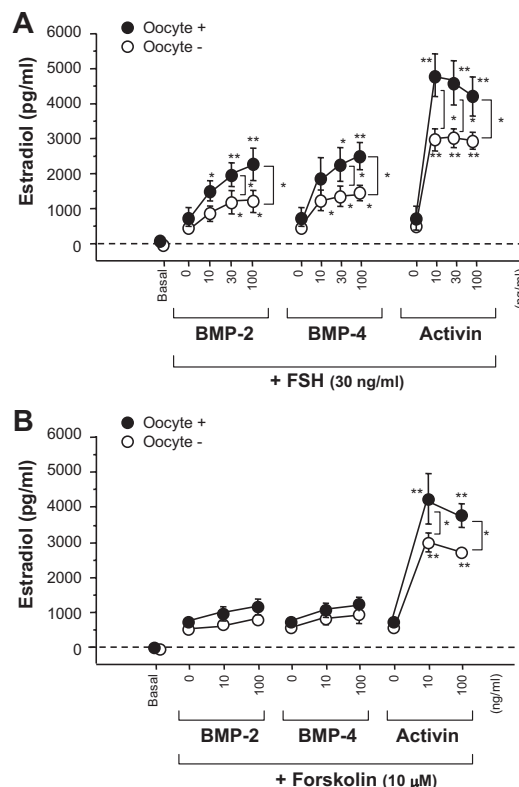 A
Oocyte +
Oocyte -
6000
5000
4000
3000
2000
1000
0
Estradiol (pg/ml)
** ** **
* ** **
* **
* * *
* * *
* * * * *
** ** **
Basal 0 10 30 100 0 10 30 100 0 10 30 100
BMP-2 BMP-4 Activin
+ FSH (30 ng/ml)
B
Oocyte +
Oocyte -
6000
5000
4000
3000
2000
1000
0
Estradiol (pg/ml)
** **
* *
** **
Basal 0 10 100 0 10 100 0 10 100 (ng/ml)
BMP-2 BMP-4 Activin
+ Forskolin (10 μM)